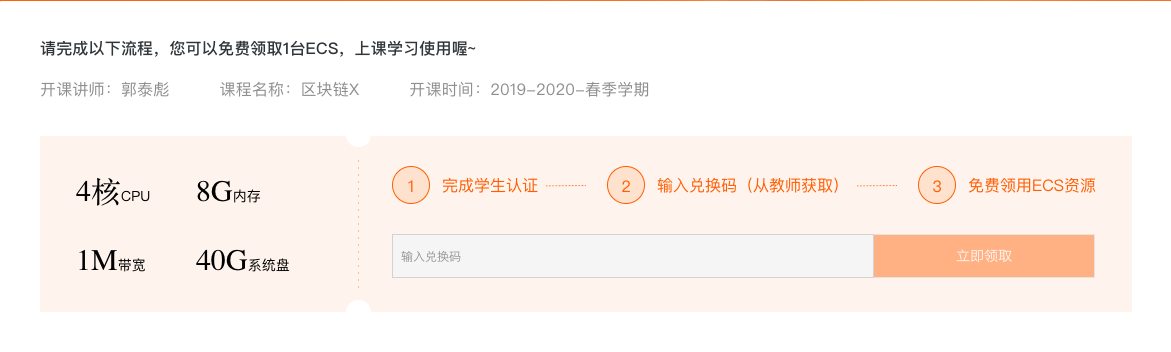 请完成以下流程，您可以免费领取1台ECS，上课学习使用喔~
开课讲师：郭泰彪 课程名称：区块链X 开课时间：2019-2020-春季学期
4核CPU 8G内存
1M带宽 40G系统盘
1 完成学生认证 2 输入兑换码（从教师获取） 3 免费领用ECS资源
输入兑换码 立即领取